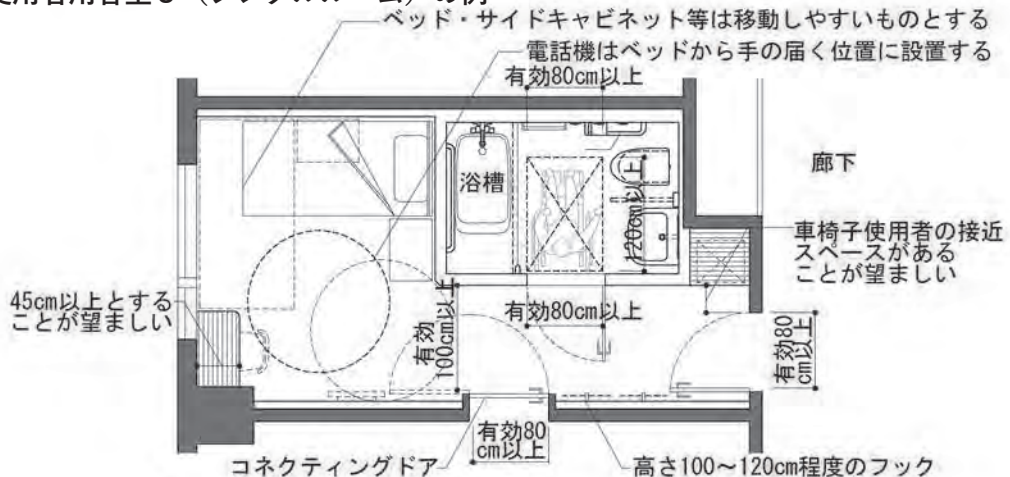 ベッド・サイドキャビネット等は移動しやすいものとする
電話機はベッドから手の届く位置に設置する
有効80cm以上
廊下
浴槽
120cm以上
車椅子使用者の接近
スペースがある
ことが望ましい
45cm以上とする
ことが望ましい
有効
100cm以上
有効80cm以上
有効80
cm以上
有効80
cm以上
コネクティングドア
高さ100～120cm程度のフック